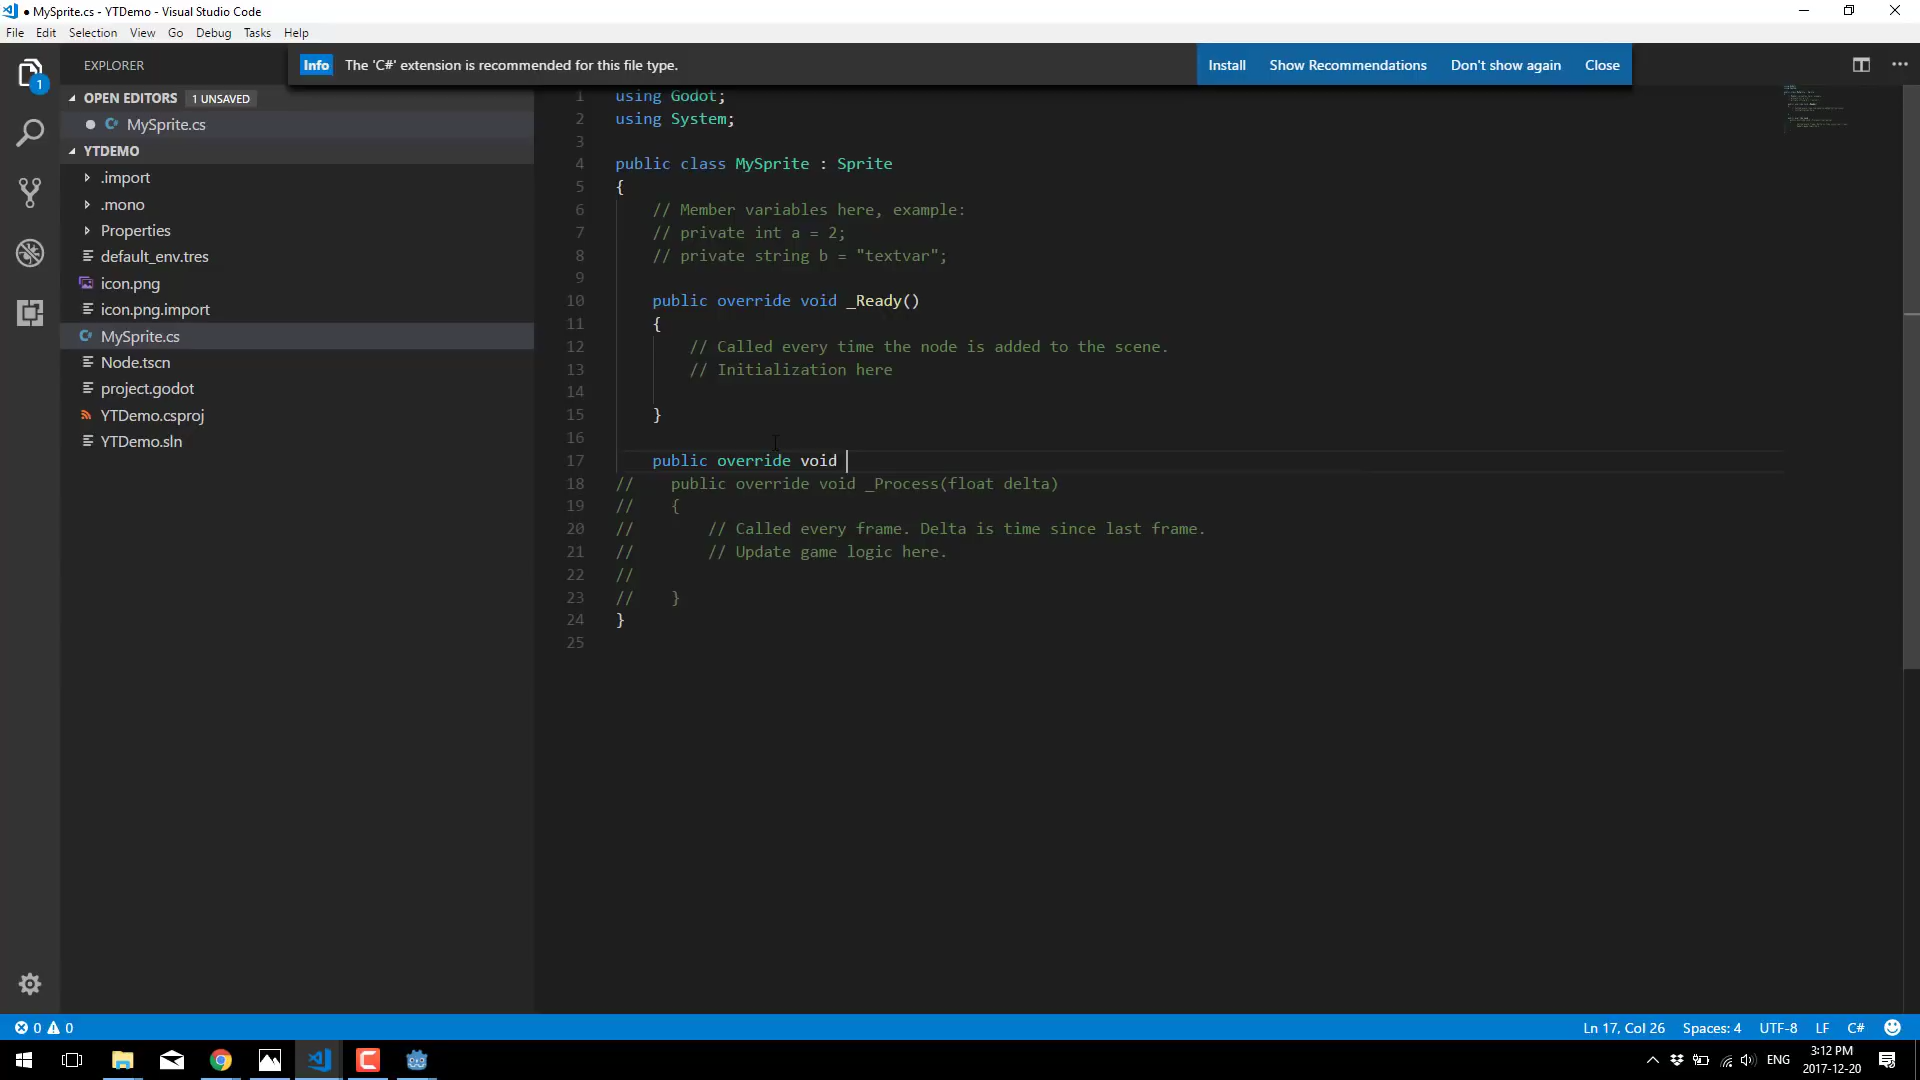 ● MySprite.cs - YTDemo - Visual Studio Code
File Edit Selection View Go Debug Tasks Help
EXPLORER
Info The 'C#' extension is recommended for this file type. Install Show Recommendations Don't show again Close
OPEN EDITORS 1 UNSAVED
● MySprite.cs
YTDEMO
.import
.mono
Properties
default_env.tres
icon.png
icon.png.import
MySprite.cs
Node.tscn
project.godot
YTDemo.csproj
YTDemo.sln
1
1 using Godot;
2 using System;
3
4 public class MySprite : Sprite
5 {
6 // Member variables here, example:
7 // private int a = 2;
8 // private string b = "textvar";
9
10 public override void _Ready()
11 {
12 // Called every time the node is added to the scene.
13 // Initialization here
14
15 }
16
17 public override void
18 // public override void _Process(float delta)
19 // {
20 // // Called every frame. Delta is time since last frame.
21 // // Update game logic here.
22 //
23 // }
24 }
25
0 0 Ln 17, Col 26 Spaces: 4 UTF-8 LF C#
ENG 3:12 PM
2017-12-20